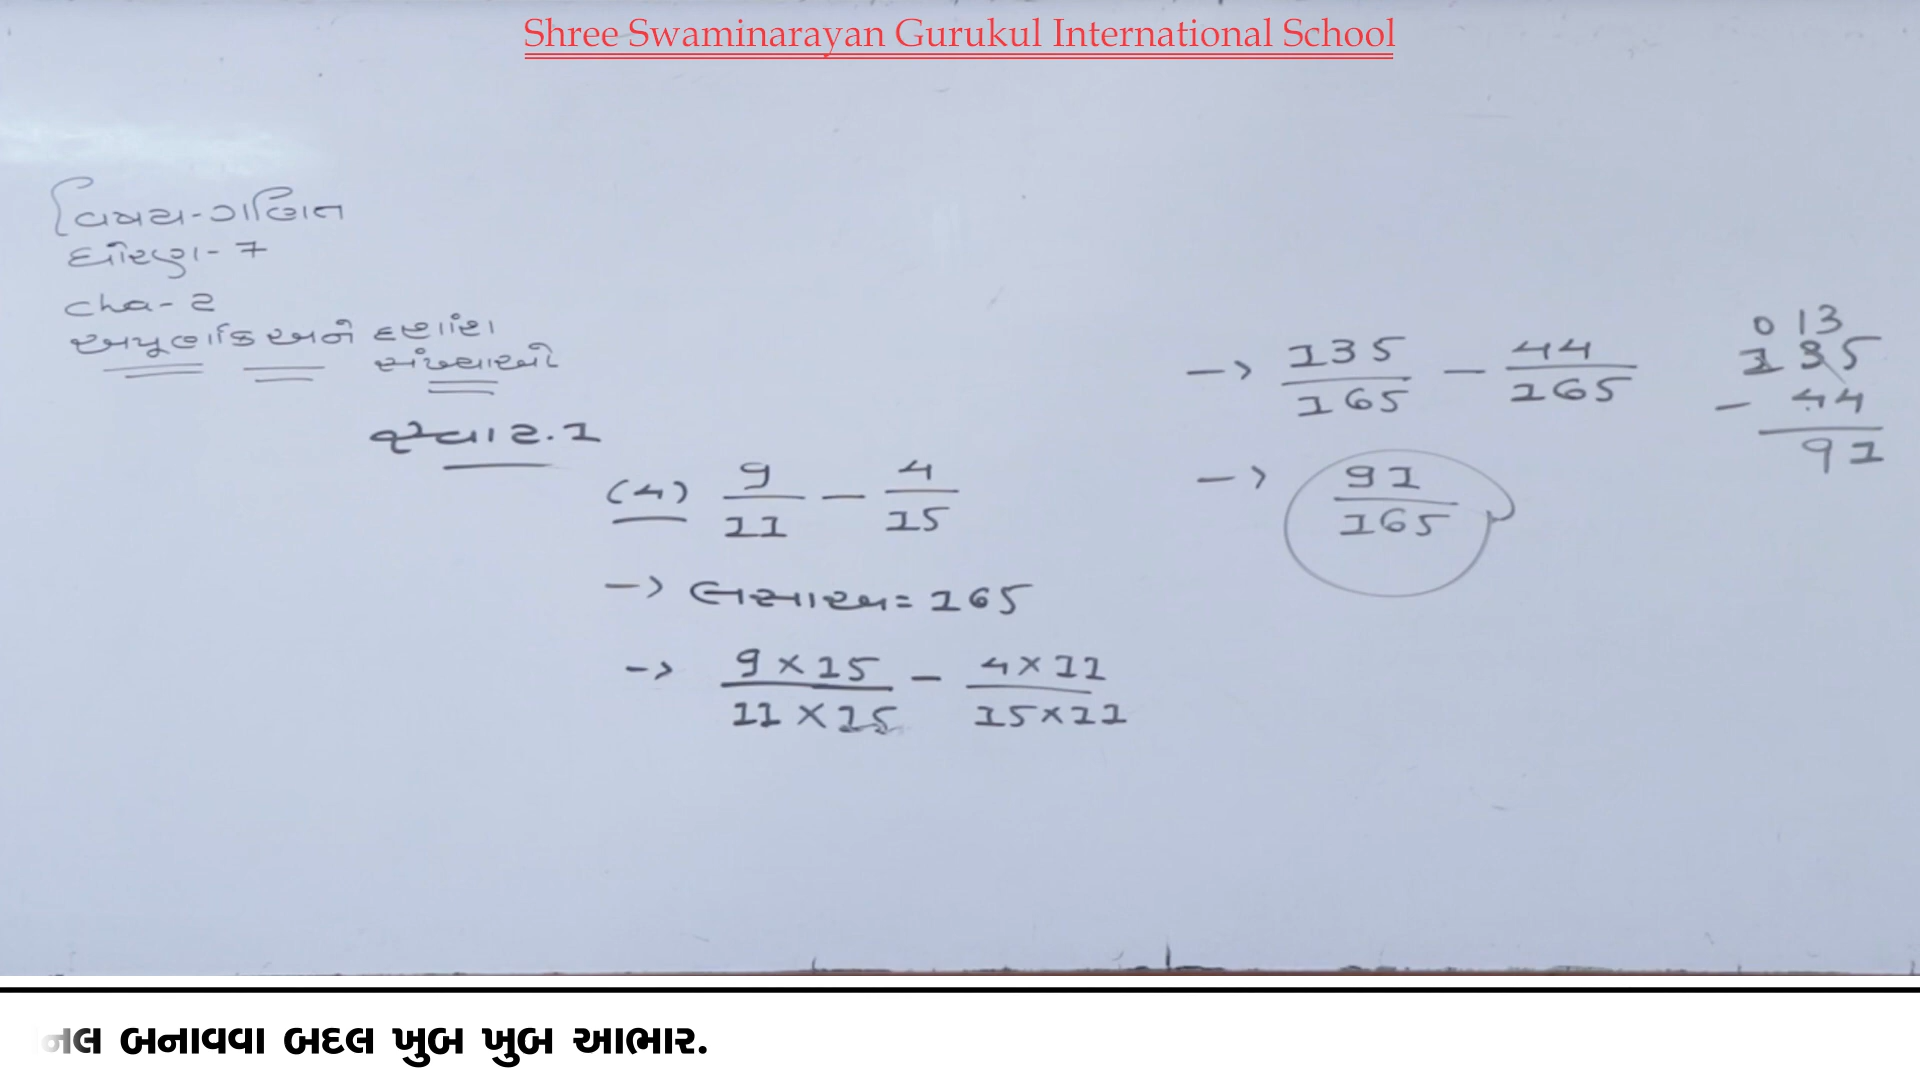 Shree Swaminarayan Gurukul International School
વિષય-ગણિત
ધોરણ- 7
cha- 2
અપૂર્ણાંક અને દશાંશ
સંખ્યાઓ
સ્વા 2.1
(4) 9/11 - 4/15
-> લસાઅ = 165
-> 9 × 15 / 11 × 15 - 4 × 11 / 15 × 11
-> 135/165 - 44/165
-> 91/165
0 13
135
- 44
91
નલ બનાવવા બદલ ખુબ ખુબ આભાર.